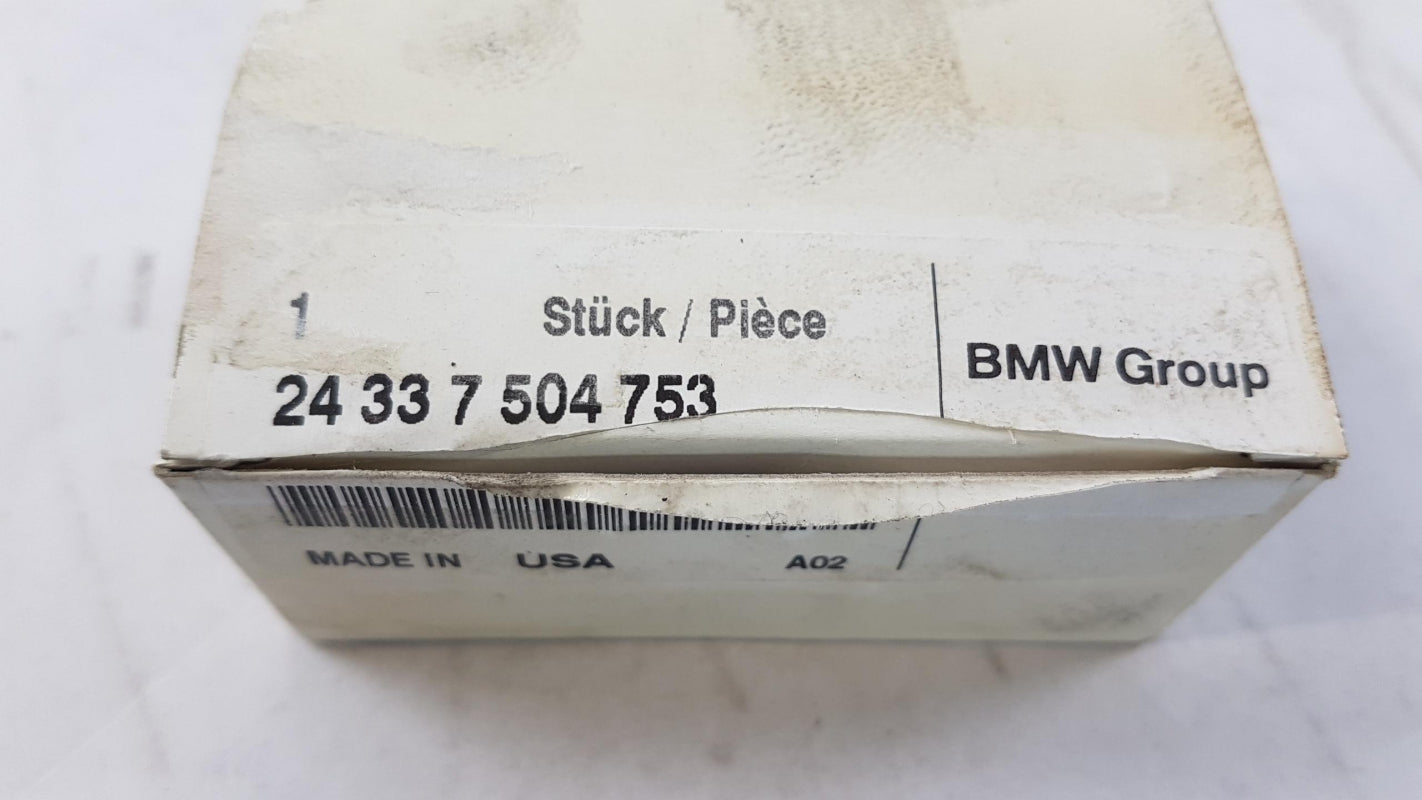 1 Stück / Pièce
24 33 7 504 753
BMW Group
MADE IN USA A02